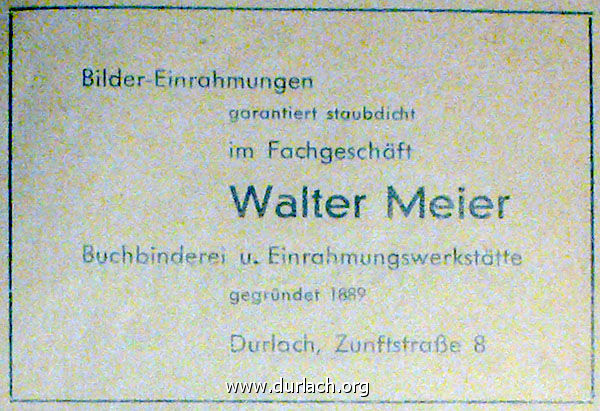 Bilder-Einrahmungen
garantiert staubdicht
im Fachgeschäft
Walter Meier
Buchbinderei u. Einrahmungswerkstätte
gegründet 1889
Durlach, Zunftstraße 8
www.durlach.org